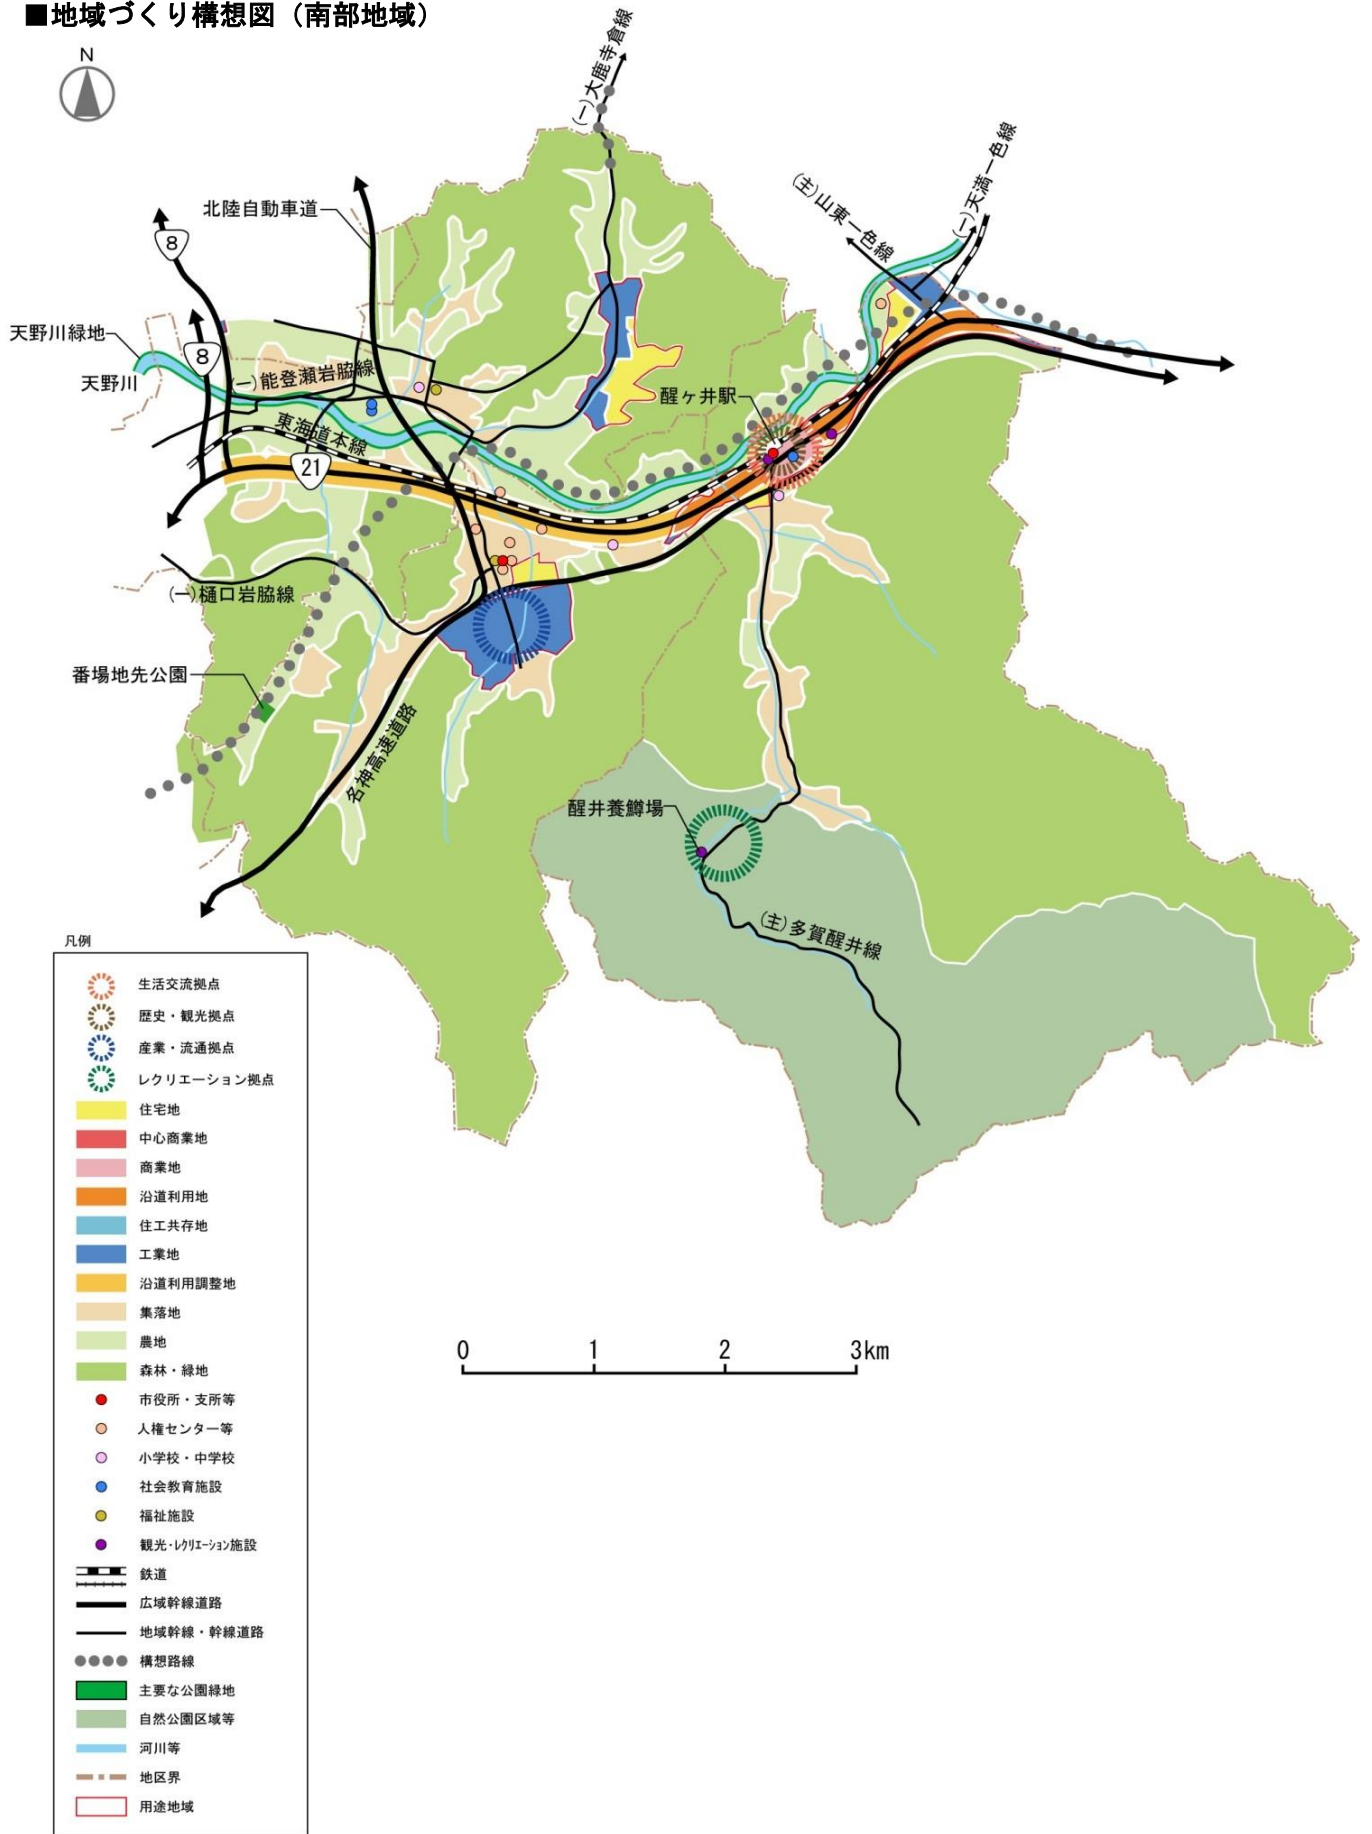 ■地域づくり構想図（南部地域）
N
(一)大鹿寺倉線
(一)天満一色線
(主)山東一色線
北陸自動車道
8
天野川緑地
8
天野川
(一)能登瀬岩脇線
醒ヶ井駅
東海道本線
21
(一)樋口岩脇線
番場地先公園
名神高速道路
醒井養鱒場
(主)多賀醒井線
凡例
生活交流拠点
歴史・観光拠点
産業・流通拠点
レクリエーション拠点
住宅地
中心商業地
商業地
沿道利用地
住工共存地
工業地
沿道利用調整地
集落地
農地
森林・緑地
市役所・支所等
人権センター等
小学校・中学校
社会教育施設
福祉施設
観光・ﾚｸﾘｴｰｼｮﾝ施設
鉄道
広域幹線道路
地域幹線・幹線道路
構想路線
主要な公園緑地
自然公園区域等
河川等
地区界
用途地域
0 1 2 3km